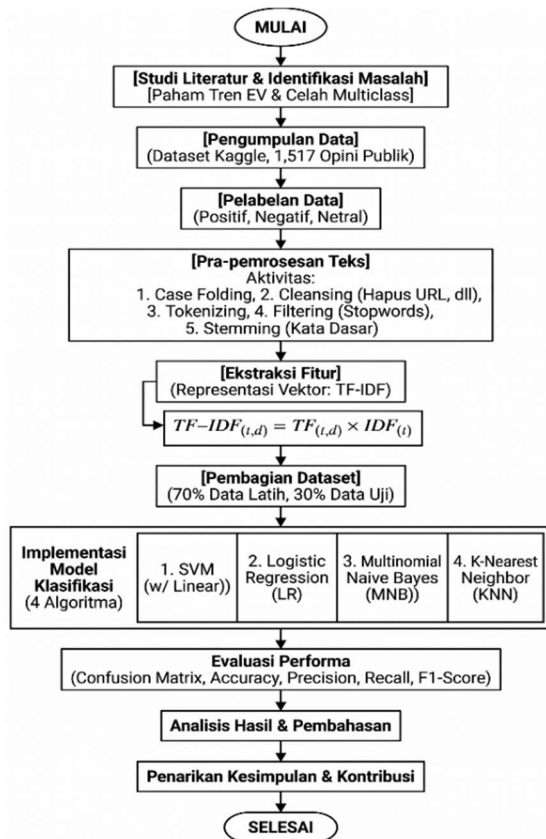 MULAI
[Studi Literatur & Identifikasi Masalah]
[Paham Tren EV & Celah Multiclass]
[Pengumpulan Data]
(Dataset Kaggle, 1,517 Opini Publik)
[Pelabelan Data]
(Positif, Negatif, Netral)
[Pra-pemrosesan Teks]
Aktivitas:
1. Case Folding, 2. Cleansing (Hapus URL, dll),
3. Tokenizing, 4. Filtering (Stopwords),
5. Stemming (Kata Dasar)
[Ekstraksi Fitur]
(Representasi Vektor: TF-IDF)
TF−IDF(t,d) = TF(t,d) × IDF(t)
[Pembagian Dataset]
(70% Data Latih, 30% Data Uji)
Implementasi
Model
Klasifikasi
(4 Algoritma)
1. SVM
(w/ Linear))
2. Logistic
Regression
(LR)
3. Multinomial
Naive Bayes
(MNB))
4. K-Nearest
Neighbor
(KNN)
Evaluasi Performa
(Confusion Matrix, Accuracy, Precision, Recall, F1-Score)
Analisis Hasil & Pembahasan
Penarikan Kesimpulan & Kontribusi
SELESAI